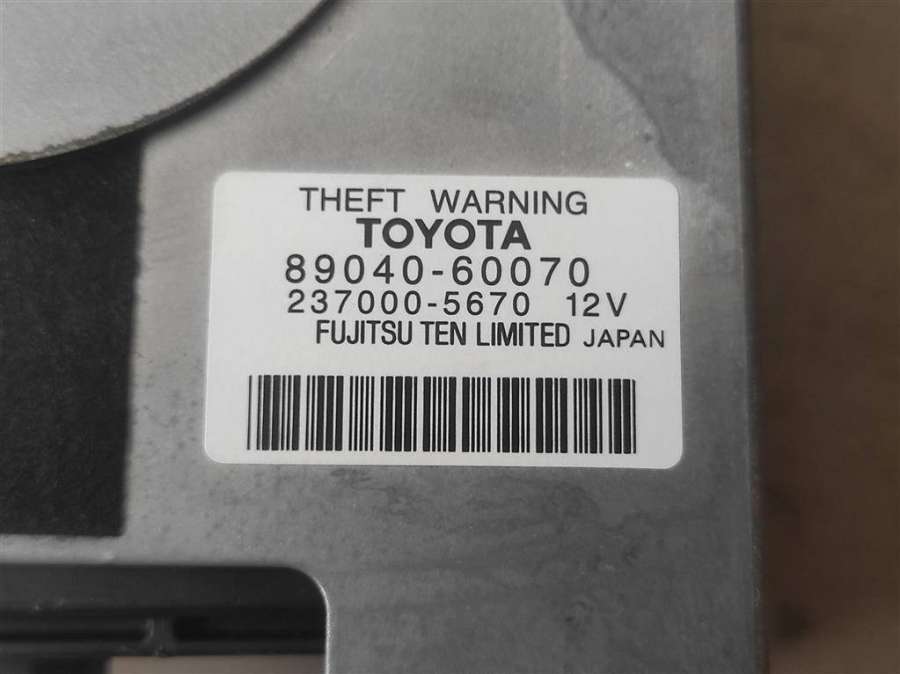 THEFT WARNING
TOYOTA
89040-60070
237000-5670 12V
FUJITSU TEN LIMITED JAPAN